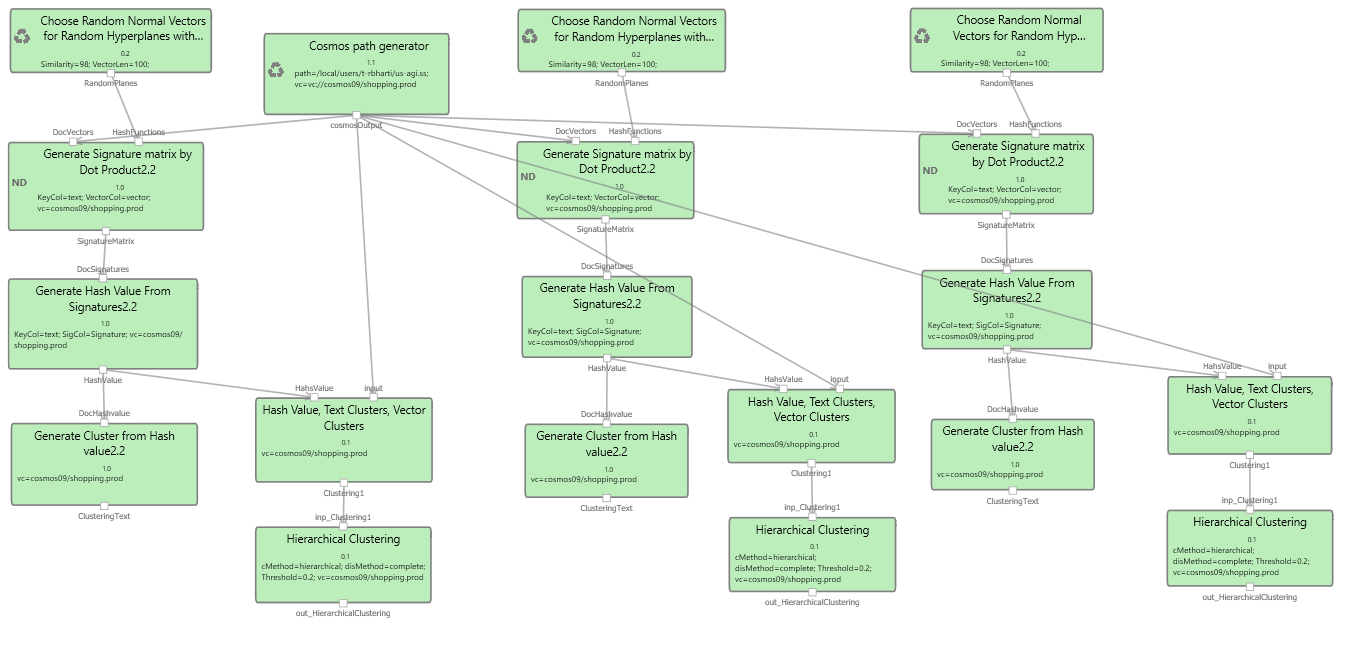 Choose Random Normal Vectors
for Random Hyperplanes with...
0.2
Similarity=98; VectorLen=100;
RandomPlanes
Cosmos path generator
1.1
path=/local/users/t-rbharti/us-agi.ss;
vc=vc://cosmos09/shopping.prod
cosmosOutput
Choose Random Normal Vectors
for Random Hyperplanes with...
0.2
Similarity=98; VectorLen=100;
RandomPlanes
Choose Random Normal
Vectors for Random Hyp...
0.2
Similarity=98; VectorLen=100;
RandomPlanes
DocVectors
HashFunctions
ND
Generate Signature matrix by
Dot Product2.2
1.0
KeyCol=text; VectorCol=vector;
vc=cosmos09/shopping.prod
SignatureMatrix
DocVectors
HashFunctions
ND
Generate Signature matrix by
Dot Product2.2
1.0
KeyCol=text; VectorCol=vector;
vc=cosmos09/shopping.prod
SignatureMatrix
DocVectors
HashFunctions
ND
Generate Signature matrix
by Dot Product2.2
1.0
KeyCol=text; VectorCol=vector;
vc=cosmos09/shopping.prod
SignatureMatrix
DocSignatures
Generate Hash Value From
Signatures2.2
1.0
KeyCol=text; SigCol=Signature; vc=cosmos09/
shopping.prod
HashValue
DocSignatures
Generate Hash Value From
Signatures2.2
1.0
KeyCol=text; SigCol=Signature;
vc=cosmos09/shopping.prod
HashValue
DocSignatures
Generate Hash Value From
Signatures2.2
1.0
KeyCol=text; SigCol=Signature;
vc=cosmos09/shopping.prod
HashValue
DocHashvalue
Generate Cluster from Hash
value2.2
1.0
vc=cosmos09/shopping.prod
ClusteringText
HahsValue
input
Hash Value, Text Clusters, Vector
Clusters
0.1
vc=cosmos09/shopping.prod
Clustering1
inp_Clustering1
Hierarchical Clustering
0.1
cMethod=hierarchical; disMethod=complete;
Threshold=0.2; vc=cosmos09/shopping.prod
out_HierarchicalClustering
DocHashvalue
Generate Cluster from Hash
value2.2
1.0
vc=cosmos09/shopping.prod
ClusteringText
HahsValue
input
Hash Value, Text Clusters,
Vector Clusters
0.1
vc=cosmos09/shopping.prod
Clustering1
inp_Clustering1
Hierarchical Clustering
0.1
cMethod=hierarchical;
disMethod=complete; Threshold=0.2;
vc=cosmos09/shopping.prod
out_HierarchicalClustering
DocHashvalue
Generate Cluster from Hash
value2.2
1.0
vc=cosmos09/shopping.prod
ClusteringText
HahsValue
input
Hash Value, Text Clusters,
Vector Clusters
0.1
vc=cosmos09/shopping.prod
Clustering1
inp_Clustering1
Hierarchical Clustering
0.1
cMethod=hierarchical;
disMethod=complete; Threshold=0.2;
vc=cosmos09/shopping.prod
out_HierarchicalClustering